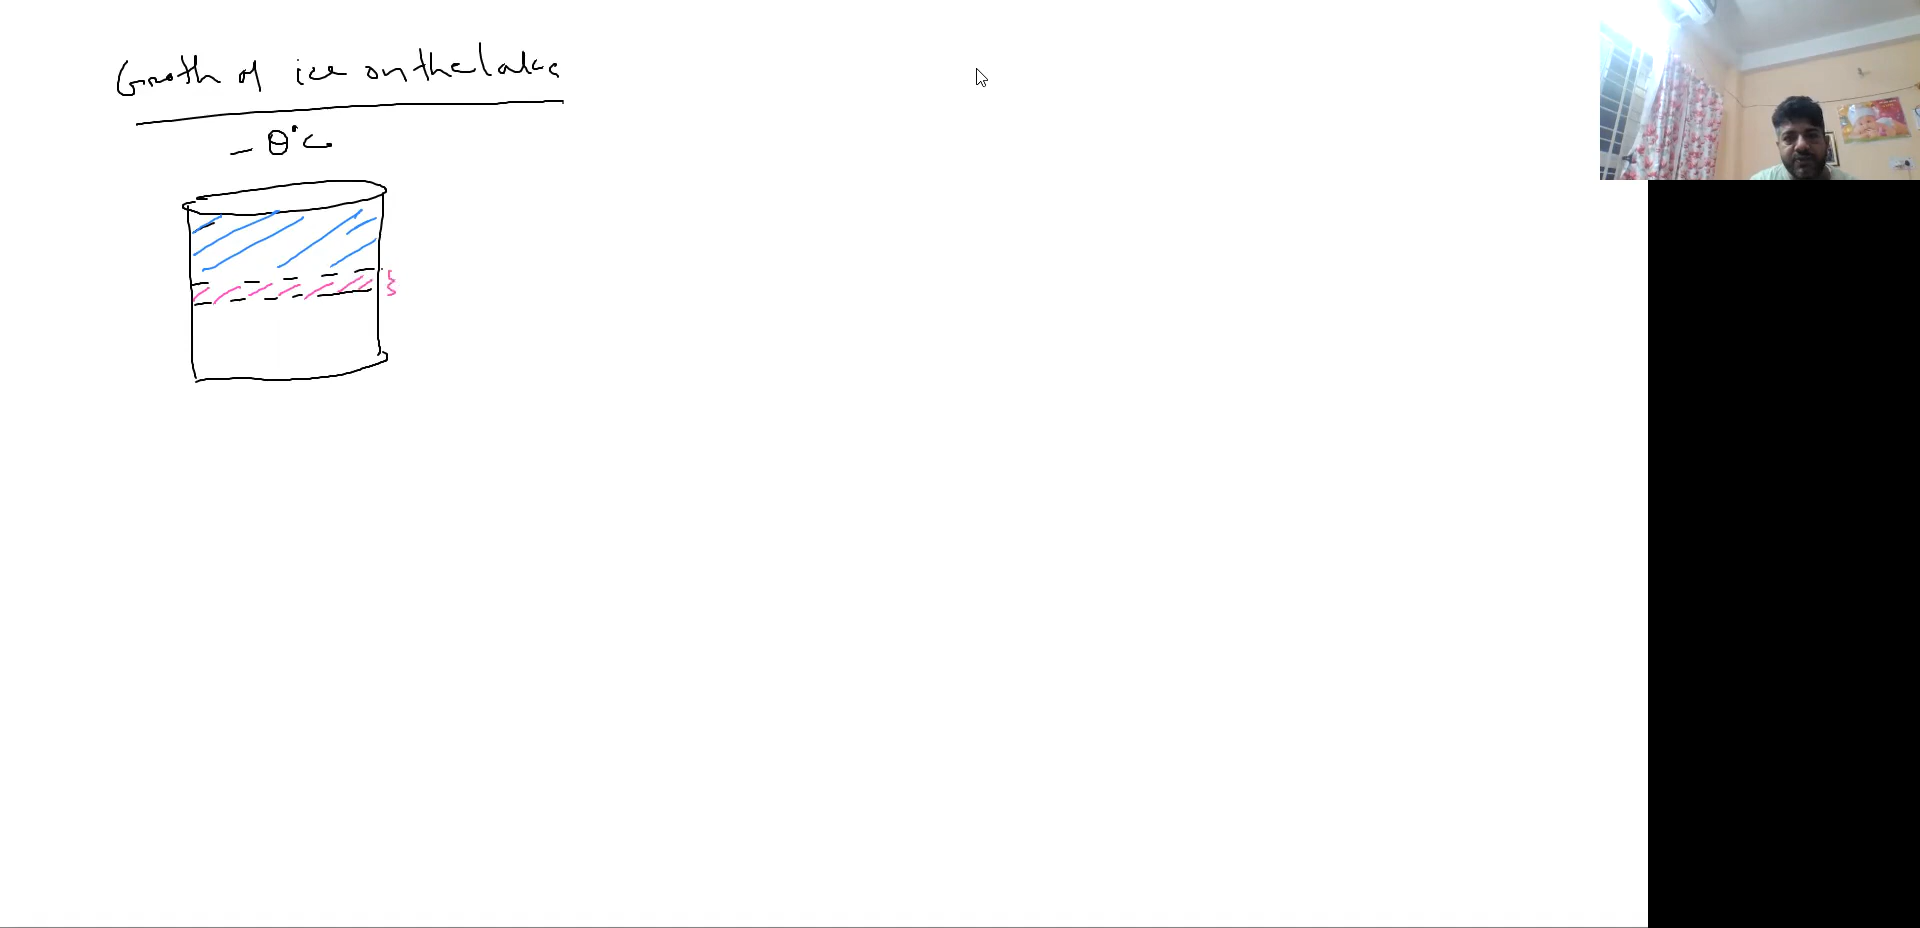 Growth of ice on the lake
- θ°C